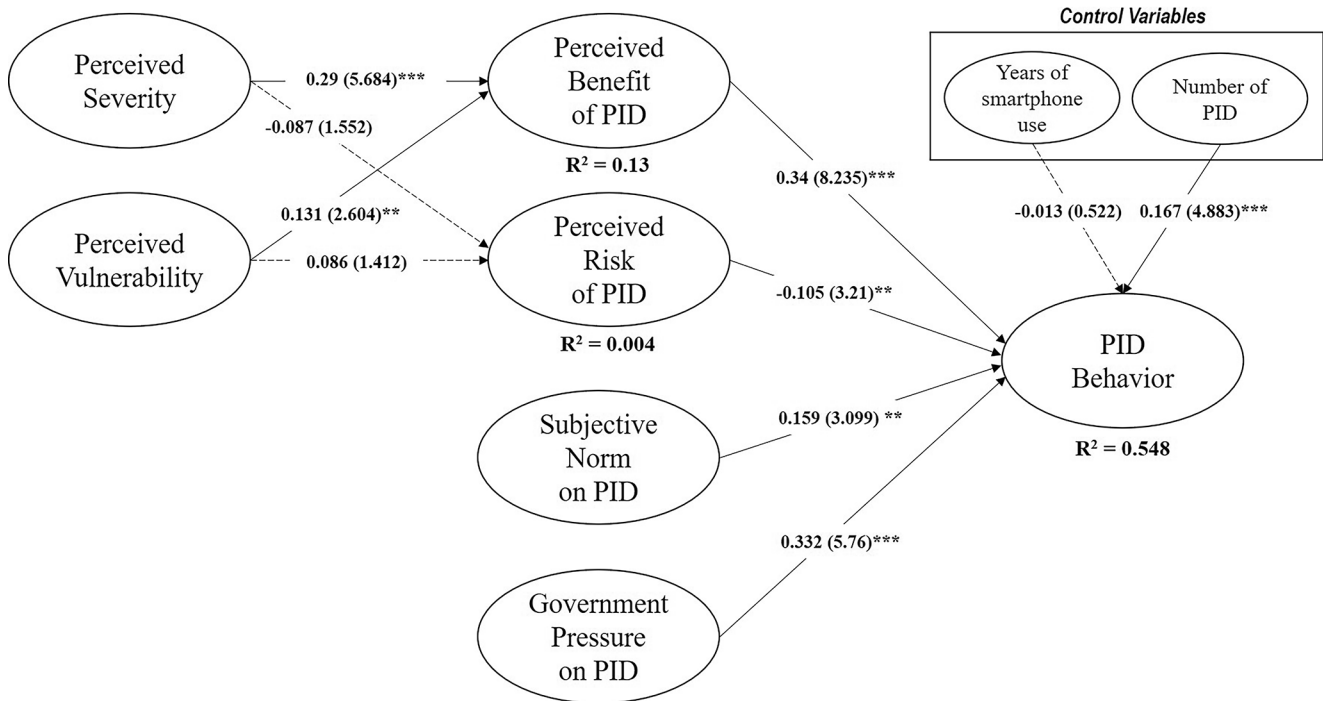 Control Variables
Perceived
Severity
0.29 (5.684)***
-0.087 (1.552)
Perceived
Benefit
of PID
R² = 0.13
Years of
smartphone
use
Number of
PID
0.34 (8.235)***
-0.013 (0.522)
0.167 (4.883)***
Perceived
Vulnerability
0.131 (2.604)**
0.086 (1.412)
Perceived
Risk
of PID
R² = 0.004
-0.105 (3.21)**
PID
Behavior
R² = 0.548
Subjective
Norm
on PID
0.159 (3.099) **
0.332 (5.76)***
Government
Pressure
on PID